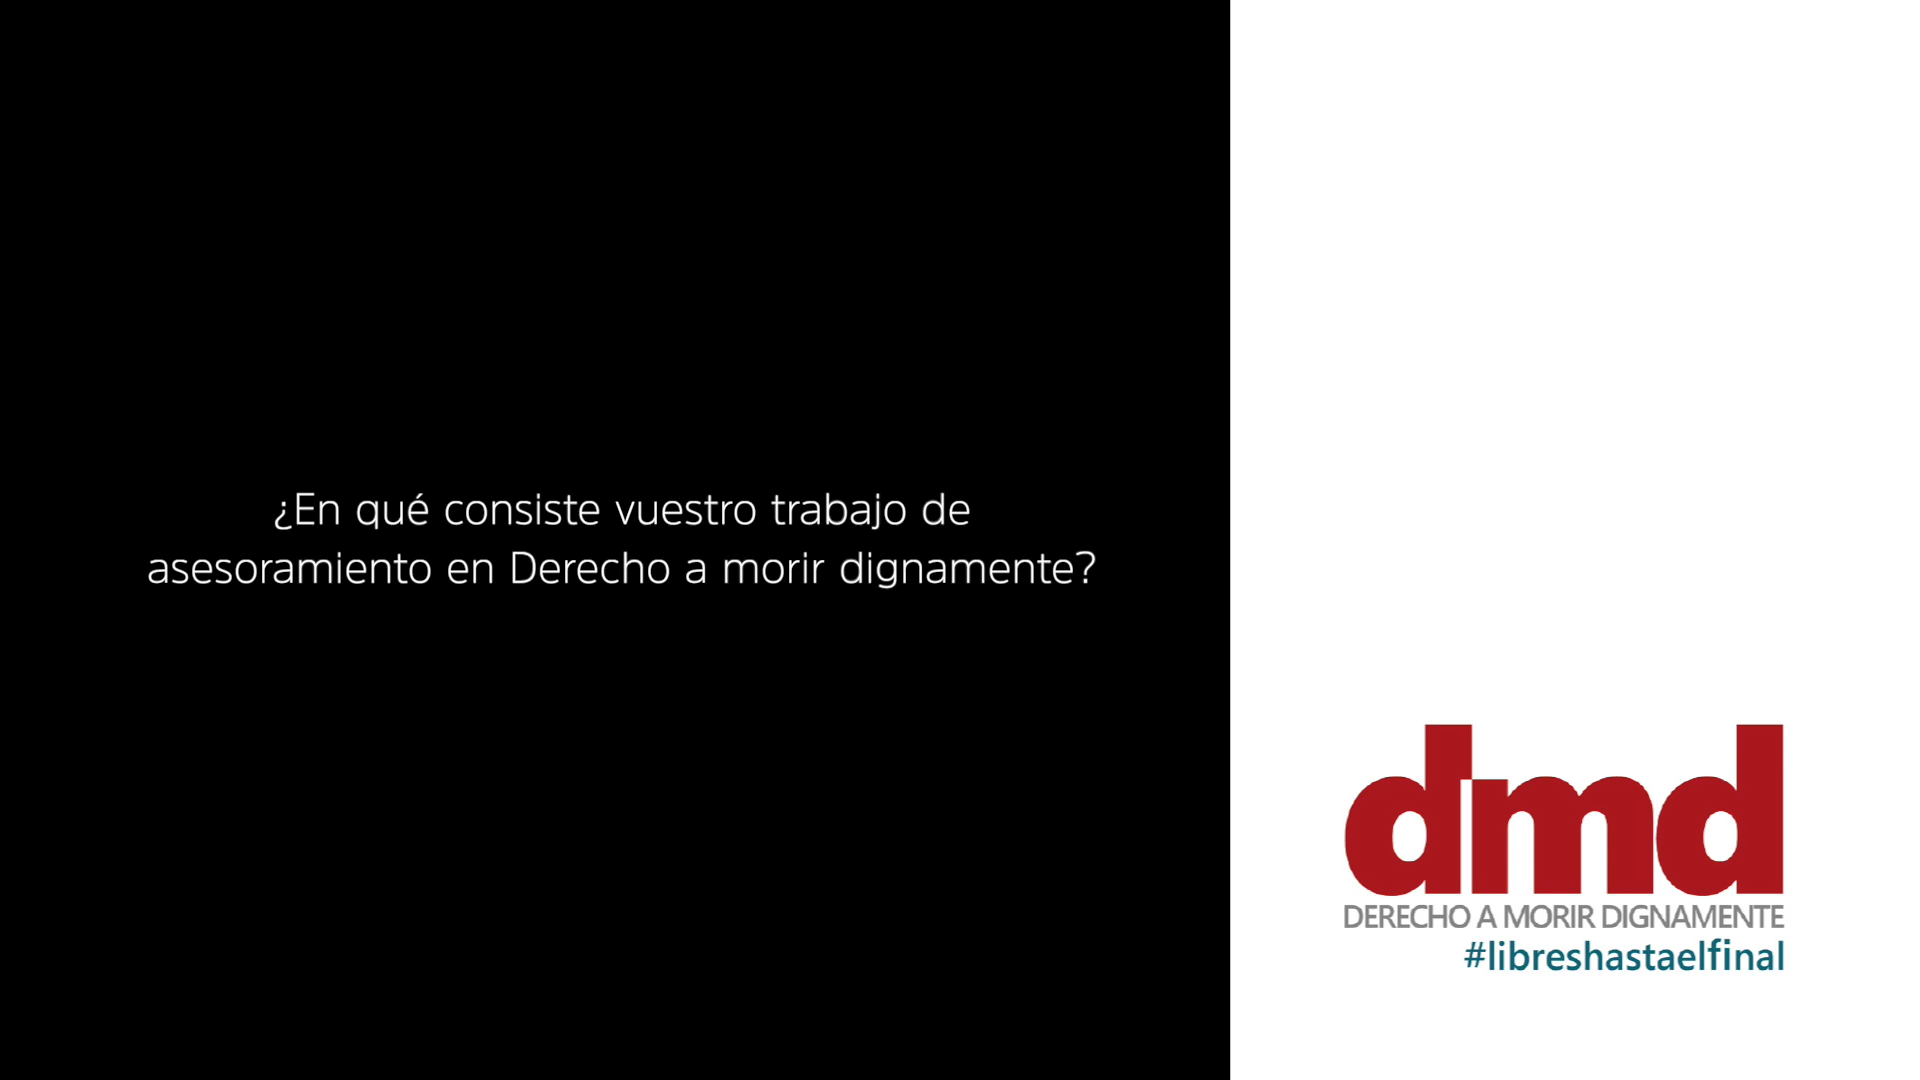 ¿En qué consiste vuestro trabajo de
asesoramiento en Derecho a morir dignamente?
dmd
DERECHO A MORIR DIGNAMENTE
#libreshastaelfinal